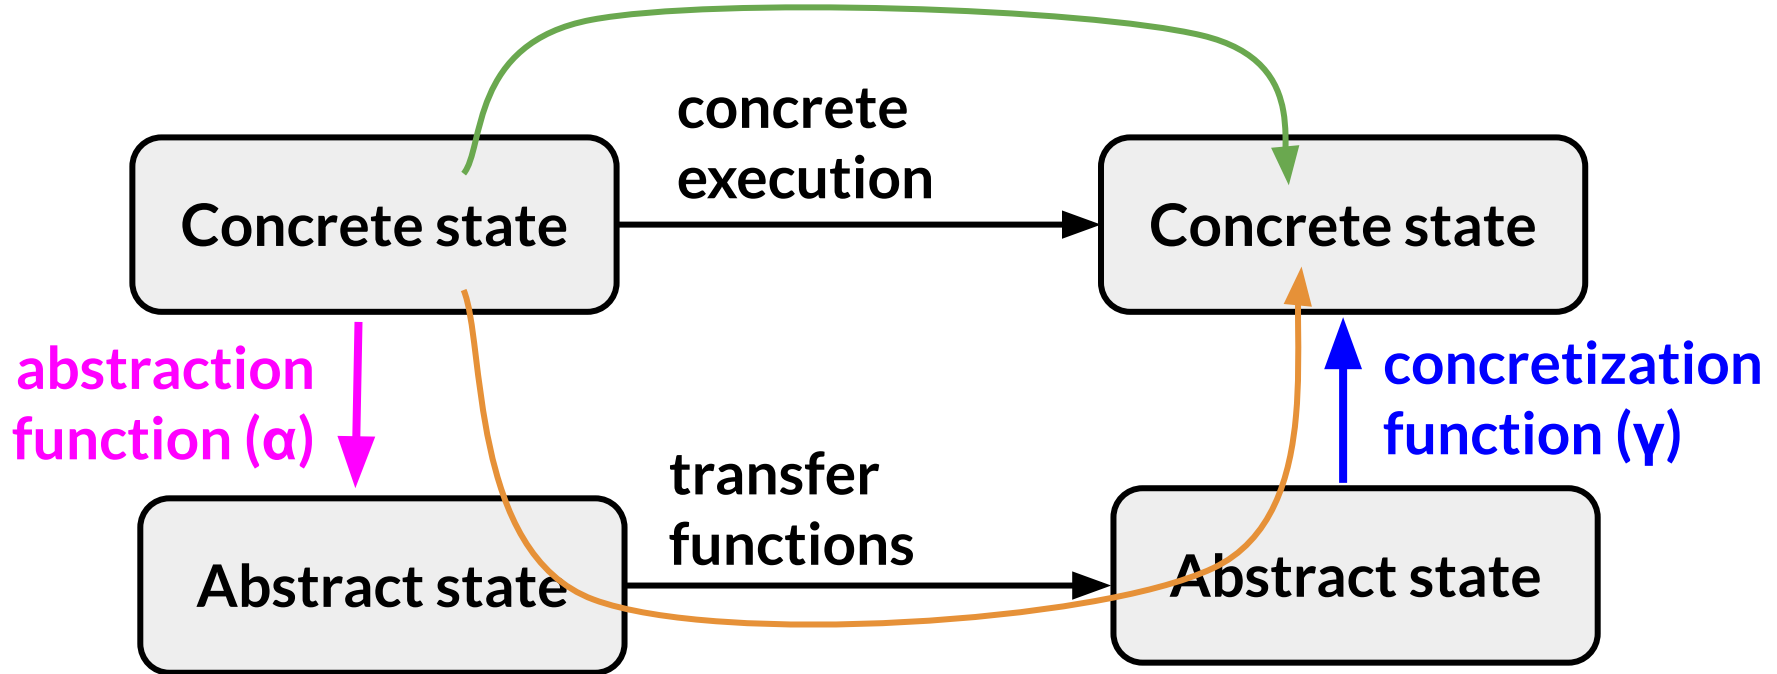 concrete
execution
Concrete state
Concrete state
abstraction
function (α)
concretization
function (γ)
transfer
functions
Abstract state
Abstract state